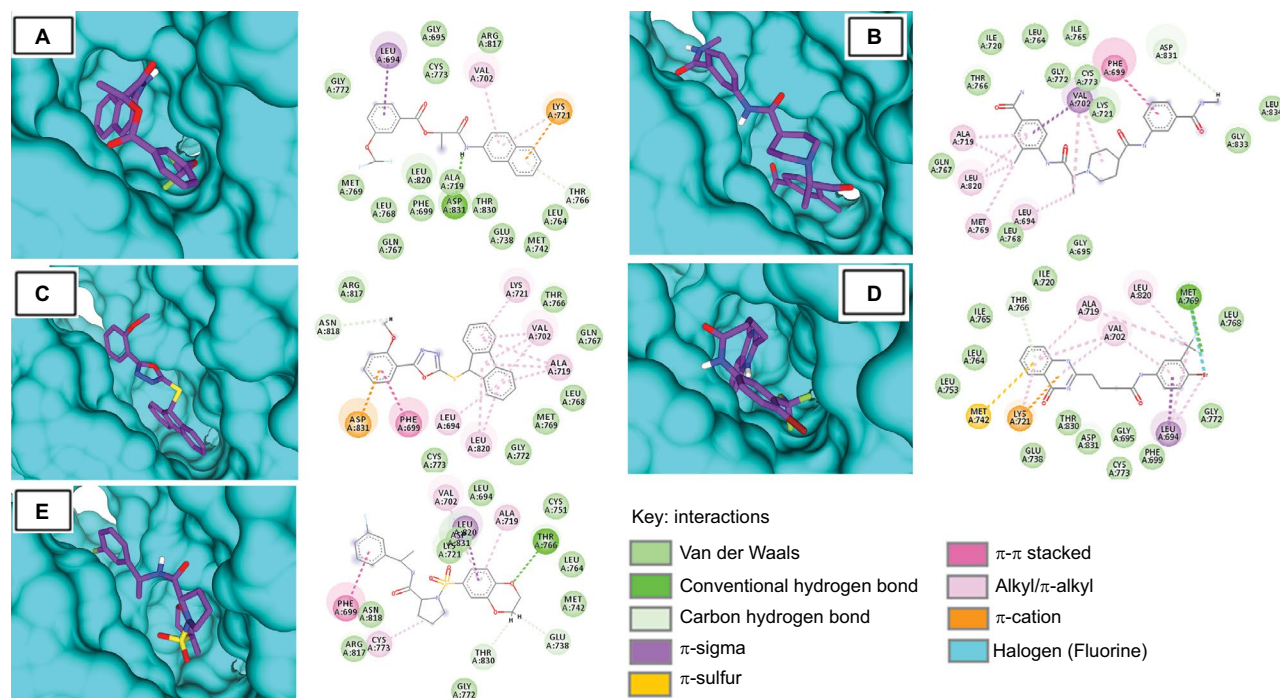 A
LEU
A:694
GLY
A:695
ARG
A:817
GLY
A:772
CYS
A:773
VAL
A:702
LYS
A:721
MET
A:769
LEU
A:820
ALA
A:719
THR
A:766
LEU
A:768
PHE
A:699
ASP
A:831
THR
A:830
LEU
A:764
GLN
A:767
GLU
A:738
MET
A:742
H
B
ILE
A:720
LEU
A:764
ILE
A:765
ASP
A:831
THR
A:766
GLY
A:772
CYS
A:773
PHE
A:699
VAL
A:702
LYS
A:721
H
LEU
A:834
ALA
A:719
GLY
A:833
GLN
A:767
LEU
A:820
MET
A:769
LEU
A:694
LEU
A:768
GLY
A:695
C
ARG
A:817
LYS
A:721
THR
A:766
ASN
A:818
H
VAL
A:702
GLN
A:767
ALA
A:719
LEU
A:768
ASP
A:831
PHE
A:699
LEU
A:694
MET
A:769
LEU
A:820
GLY
A:772
CYS
A:773
D
ILE
A:720
LEU
A:820
MET
A:769
ILE
A:765
THR
A:766
ALA
A:719
VAL
A:702
LEU
A:768
LEU
A:764
LEU
A:753
MET
A:742
LYS
A:721
THR
A:830
ASP
A:831
GLY
A:695
LEU
A:694
GLY
A:772
GLU
A:738
CYS
A:773
PHE
A:699
E
VAL
A:702
LEU
A:694
CYS
A:751
LEU
A:820
ALA
A:719
ASP
A:831
LYS
A:721
THR
A:766
LEU
A:764
MET
A:742
PHE
A:699
ASN
A:818
H H
ARG
A:817
CYS
A:773
THR
A:830
GLU
A:738
GLY
A:772
Key: interactions
Van der Waals
Conventional hydrogen bond
Carbon hydrogen bond
π-sigma
π-sulfur
π-π stacked
Alkyl/π-alkyl
π-cation
Halogen (Fluorine)